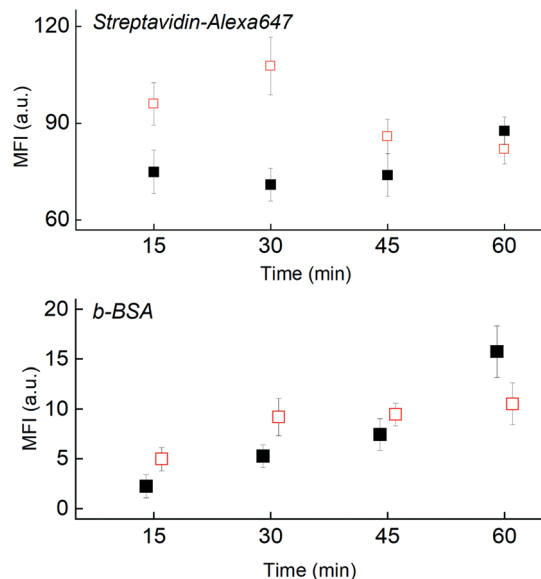 Streptavidin-Alexa647
MFI (a.u.)
120
90
60
15 30 45 60
Time (min)
b-BSA
MFI (a.u.)
20
15
10
5
0
15 30 45 60
Time (min)